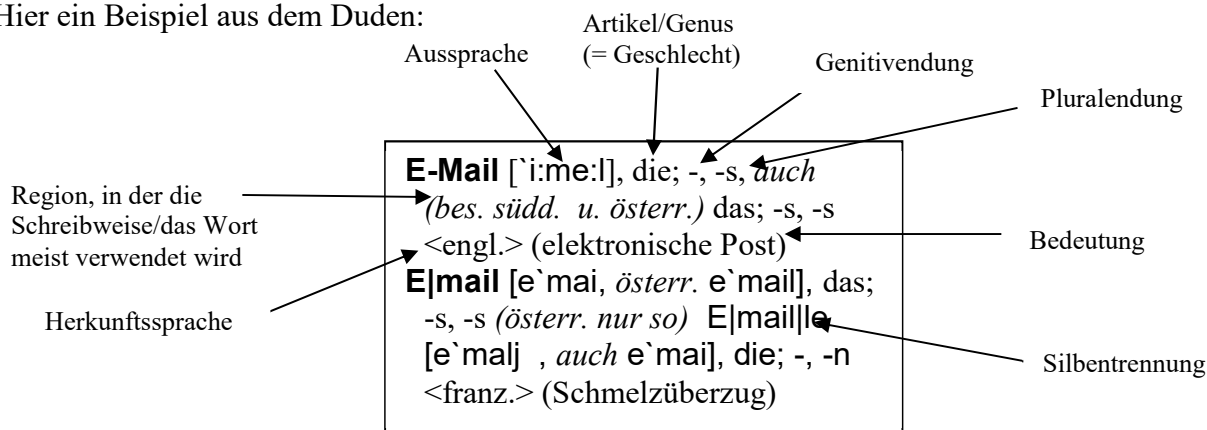 Hier ein Beispiel aus dem Duden:
Aussprache
Artikel/Genus
(= Geschlecht)
Genitivendung
Pluralendung
Region, in der die
Schreibweise/das Wort
meist verwendet wird
Herkunftssprache
E-Mail [`i:me:l], die; -, -s, auch
(bes. südd. u. österr.) das; -s, -s
<engl.> (elektronische Post)
E|mail [e`mai, österr. e`mail], das;
-s, -s (österr. nur so) E|mail|le
[e`malj , auch e`mai], die; -, -n
<franz.> (Schmelzüberzug)
Bedeutung
Silbentrennung